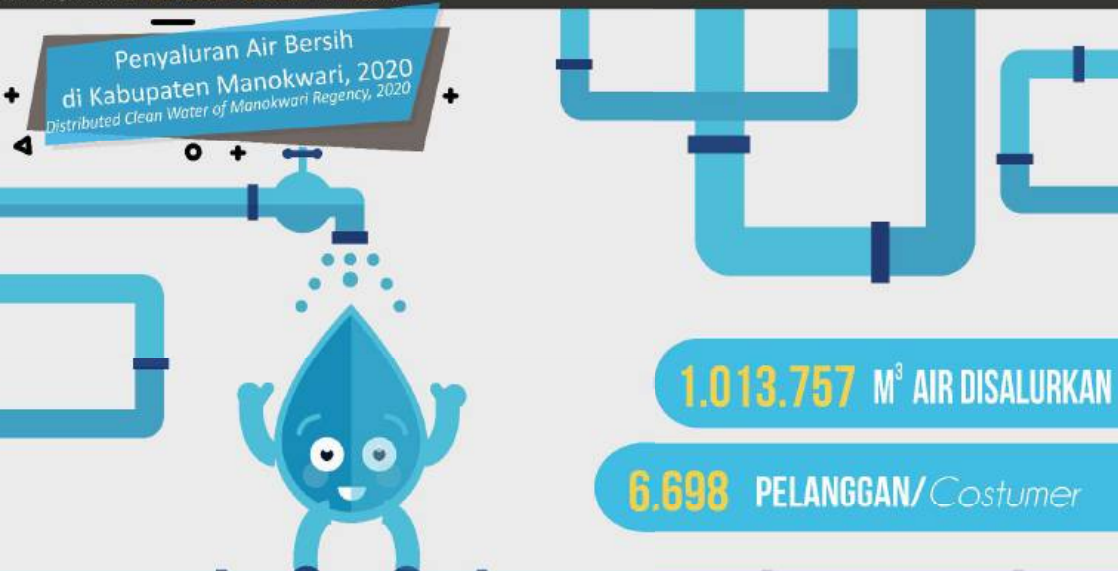 Penyaluran Air Bersih
di Kabupaten Manokwari, 2020
Distributed Clean Water of Manokwari Regency, 2020
1.013.757 M³ AIR DISALURKAN
6.698 PELANGGAN/Costumer